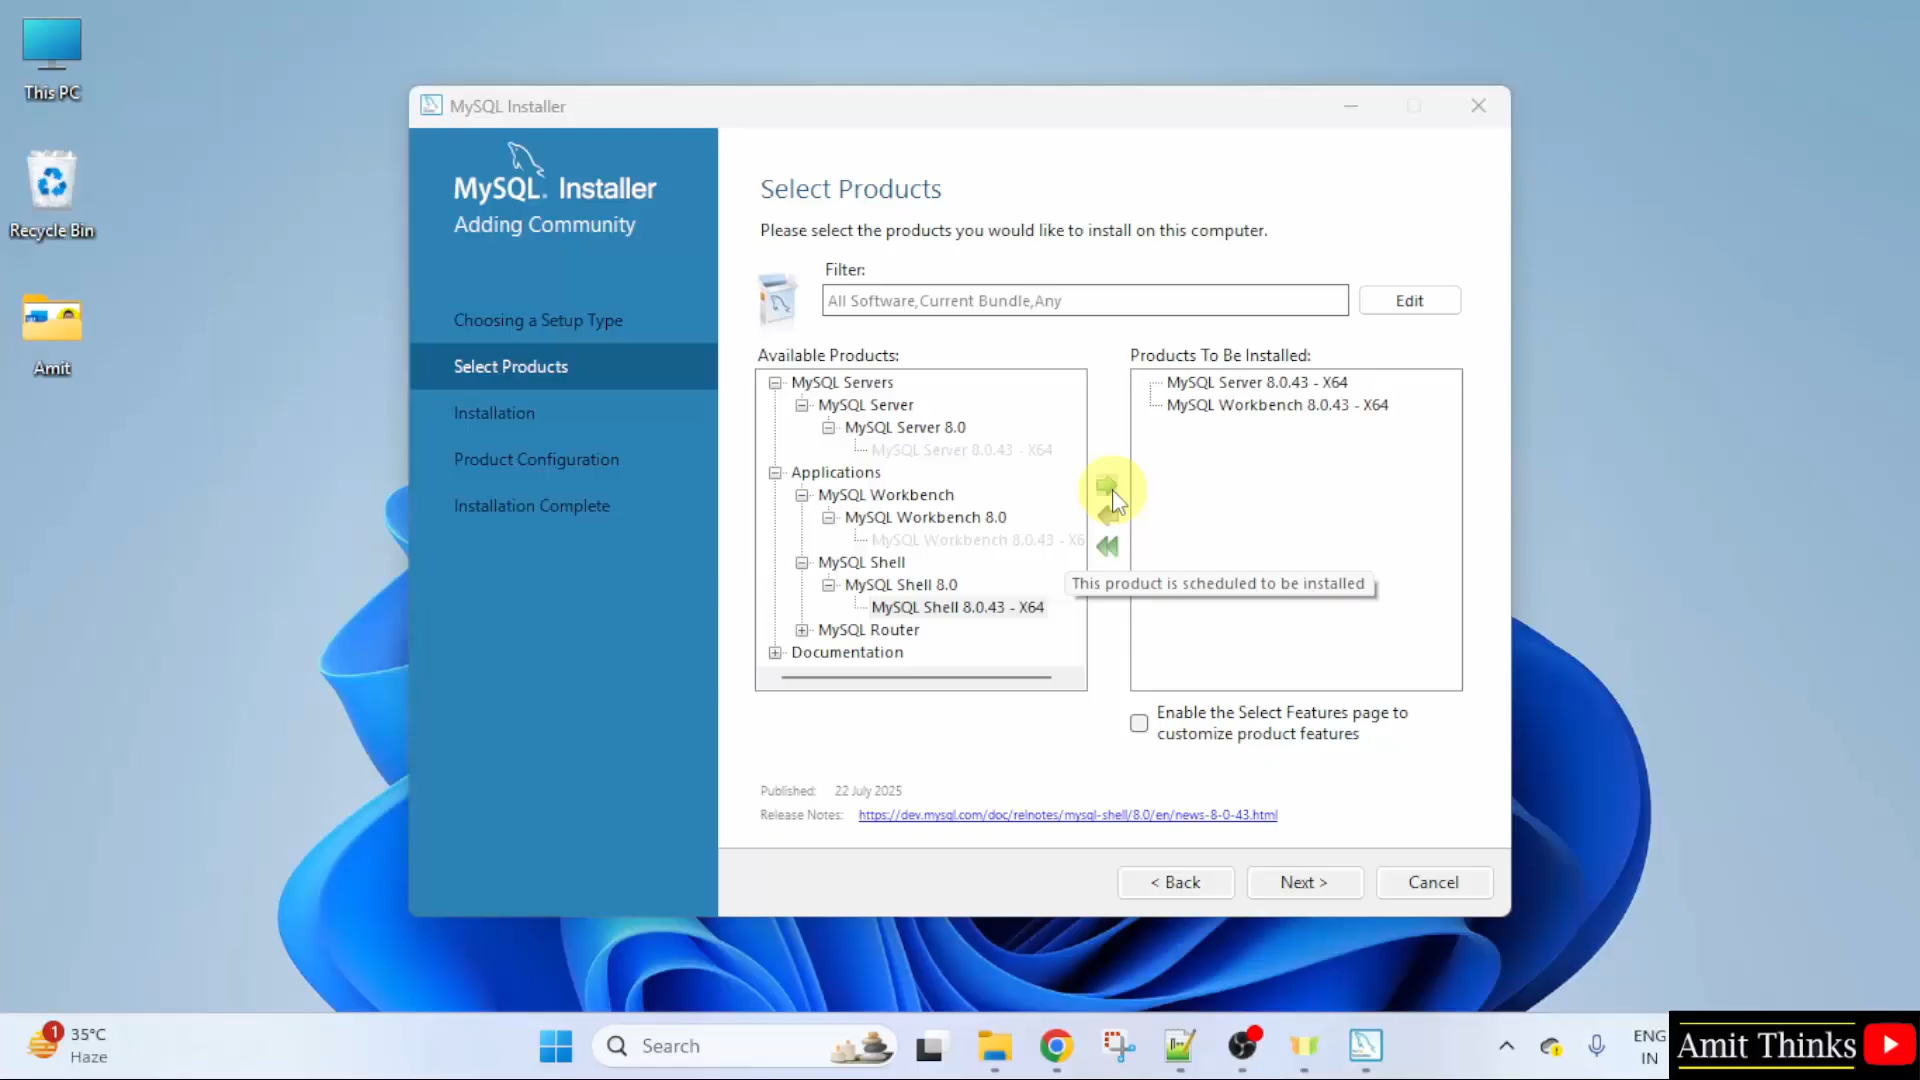 This PC
Recycle Bin
Amit
MySQL Installer
MySQL. Installer
Adding Community
Choosing a Setup Type
Select Products
Installation
Product Configuration
Installation Complete
Select Products
Please select the products you would like to install on this computer.
Filter:
All Software,Current Bundle,Any
Edit
Available Products:
MySQL Servers
MySQL Server
MySQL Server 8.0
MySQL Server 8.0.43 - X64
Applications
MySQL Workbench
MySQL Workbench 8.0
MySQL Workbench 8.0.43 - X6
MySQL Shell
MySQL Shell 8.0
MySQL Shell 8.0.43 - X64
MySQL Router
Documentation
Products To Be Installed:
MySQL Server 8.0.43 - X64
MySQL Workbench 8.0.43 - X64
This product is scheduled to be installed
Enable the Select Features page to
customize product features
Published: 22 July 2025
Release Notes: https://dev.mysql.com/doc/relnotes/mysql-shell/8.0/en/news-8-0-43.html
< Back
Next >
Cancel
1
35°C
Haze
Search
ENG
IN
Amit Thinks